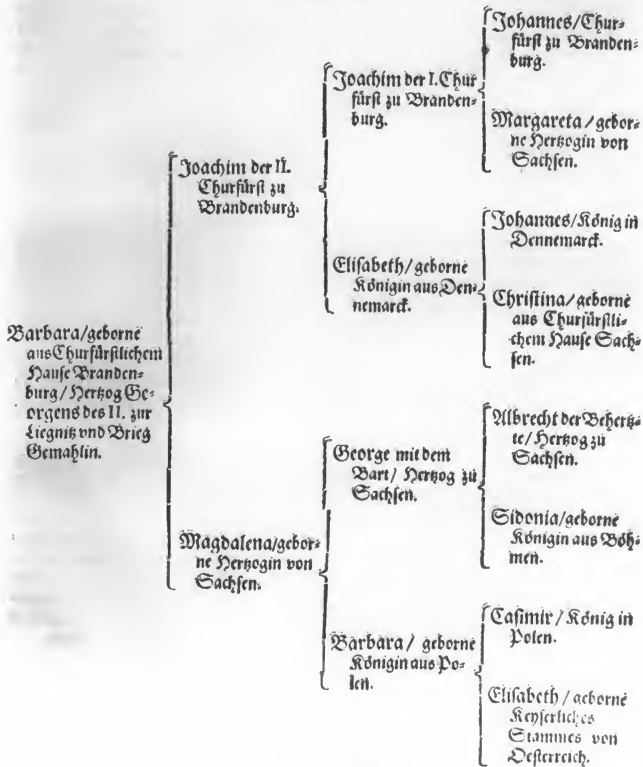 Barbara/geborne
aus Churfürstlichem
Hause Branden-
burg/Hertzog Ge-
orgens des II. zur
Liegnitz vnd Brieg
Gemahlin.
Joachim der II.
Churfürst zu
Brandenburg.
Magdalena/gebor-
ne Hertzogin von
Sachsen.
Joachim der I. Chur
fürst zu Branden-
burg.
Elisabeth/geborne
Königin aus Den-
nemarck.
George mit dem
Bart/ Hertzog zu
Sachsen.
Barbara/ geborne
Königin aus Po-
len.
Johannes/Chur-
fürst zu Branden-
burg.
Margareta/gebor-
ne Hertzogin von
Sachsen.
Johannes/König in
Dennemarck.
Christina/geborne
aus Churfürstli-
chem Hause Sach-
sen.
Albrecht der Behertz-
te/Hertzog zu
Sachsen.
Sidonia/geborne
Königin aus Böh-
men.
Casimir/König in
Polen.
Elisabeth/geborne
Keyserliches
Stammes von
Oesterreich.